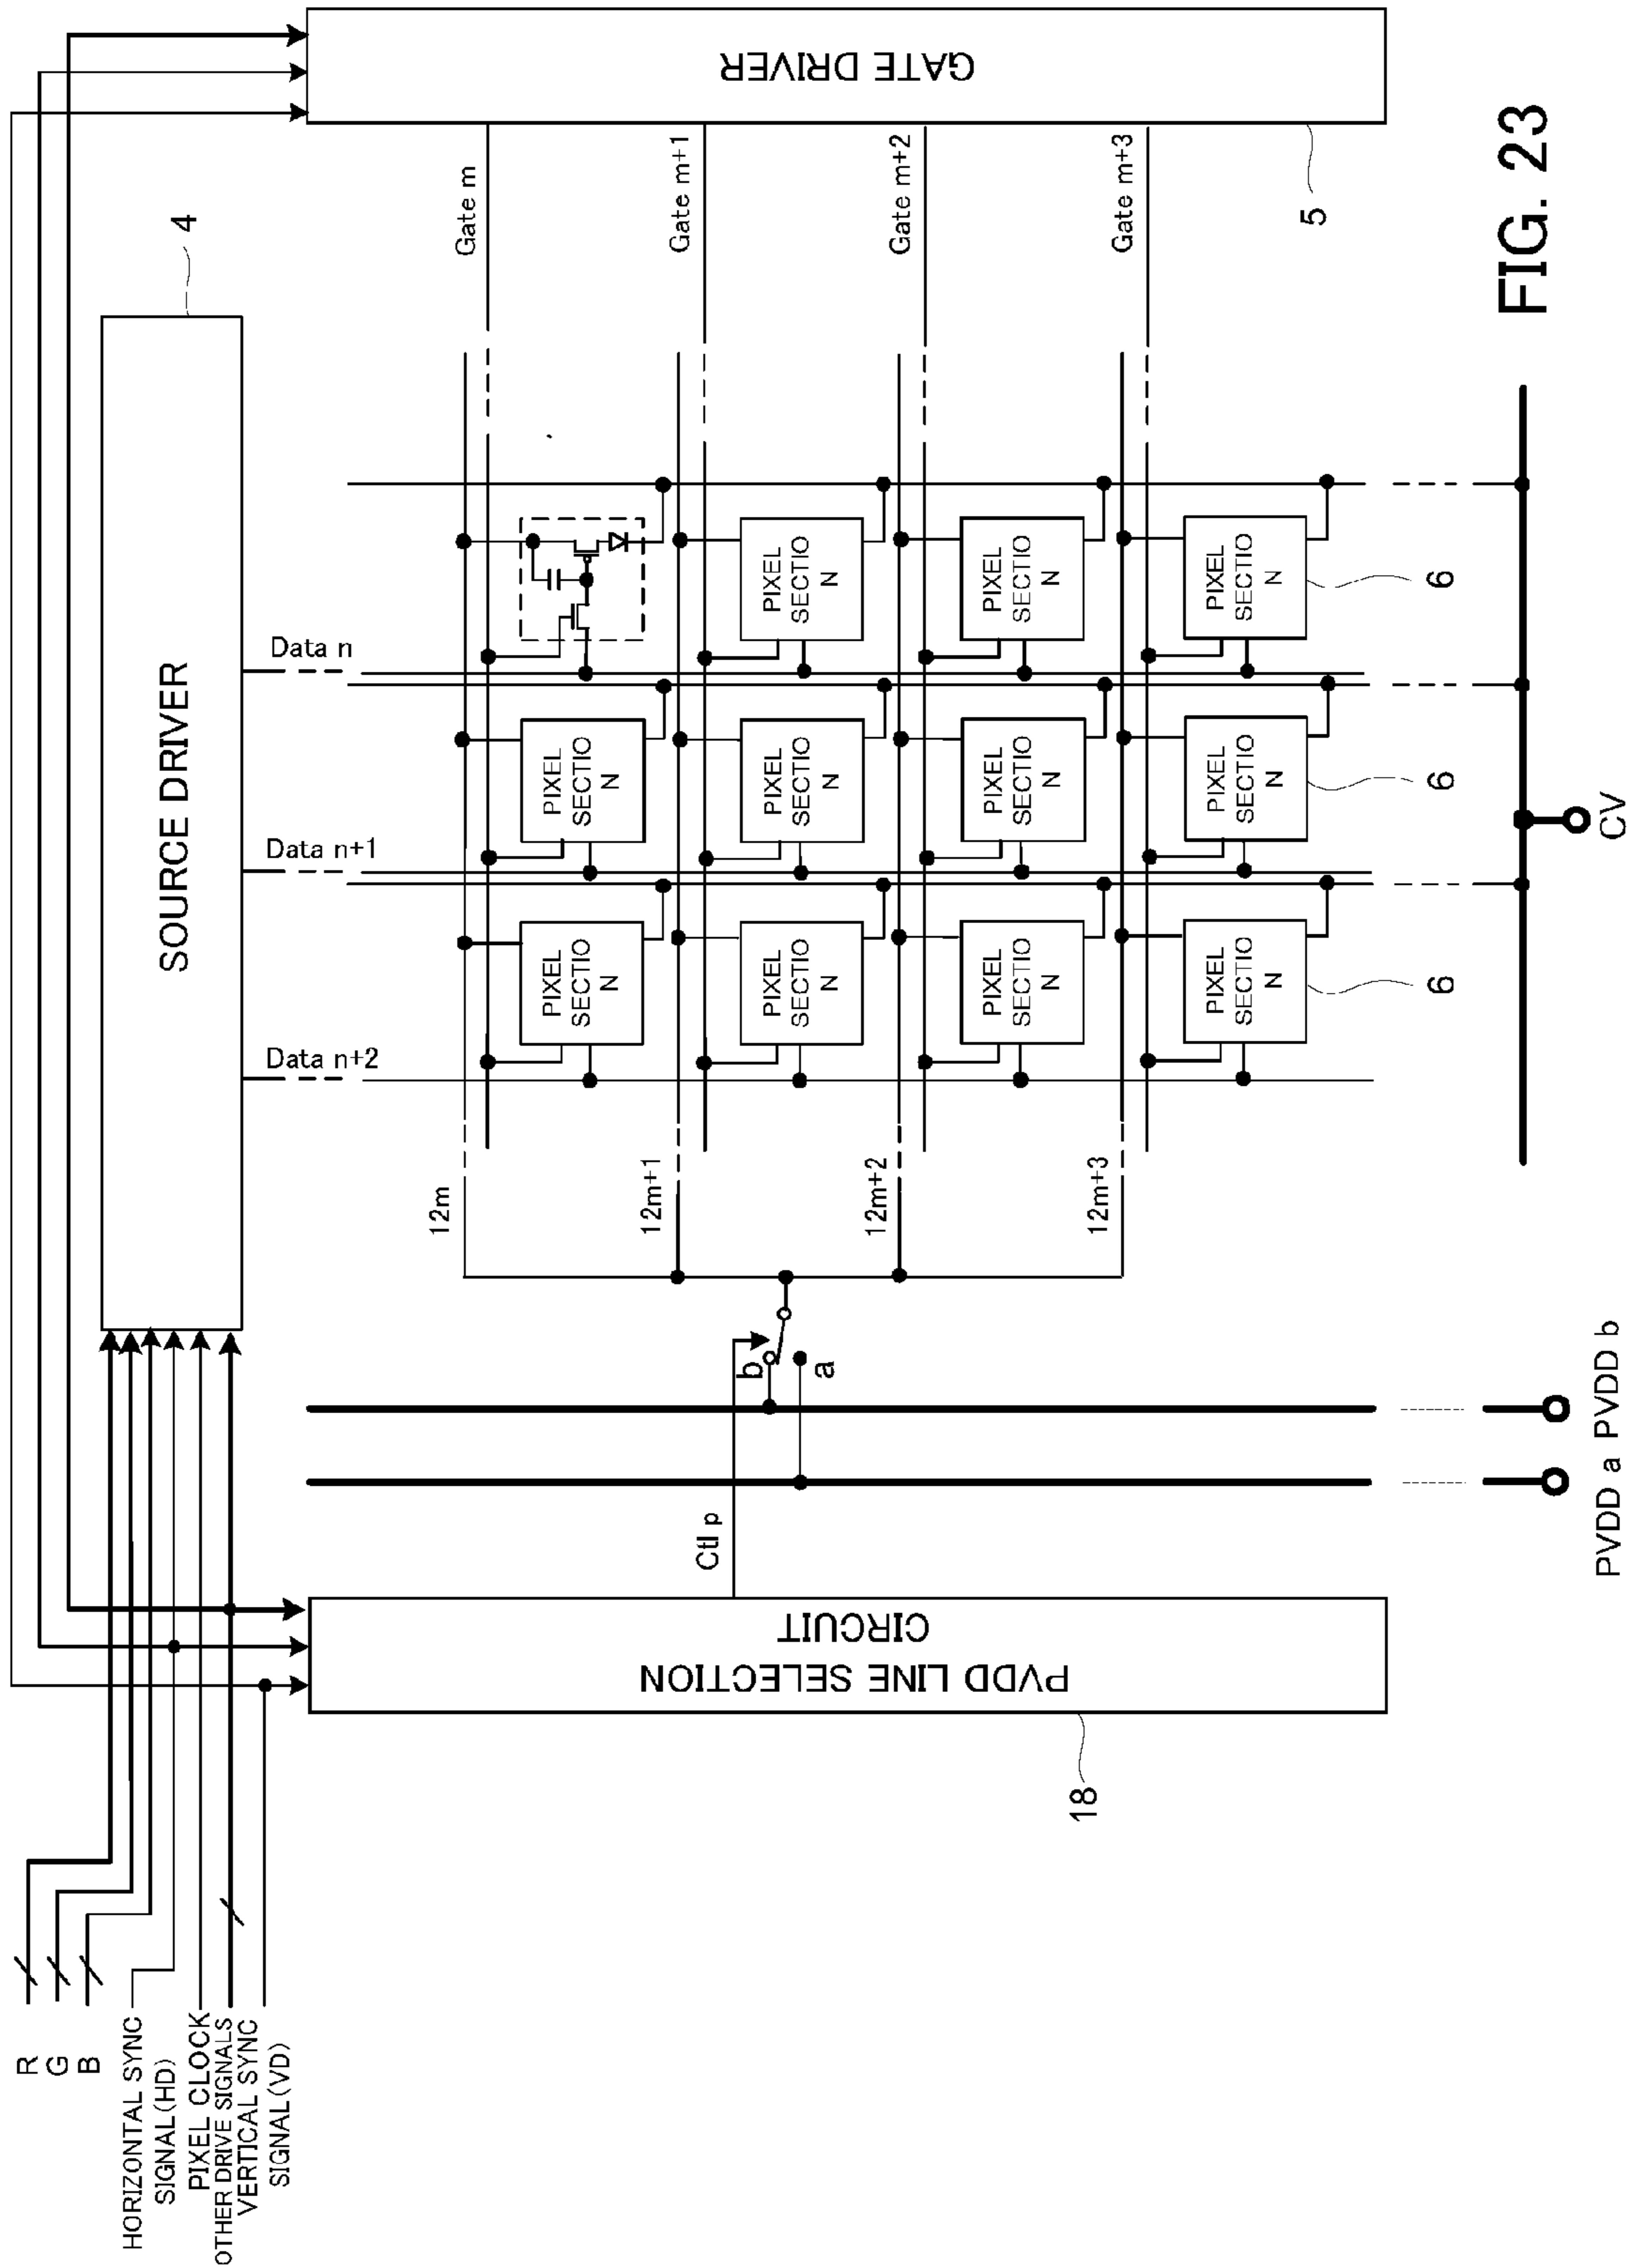 R
G
B
HORIZONTAL SYNC
SIGNAL(HD)
PIXEL CLOCK
OTHER DRIVE SIGNALS
VERTICAL SYNC
SIGNAL(VD)
SOURCE DRIVER
4
Data n+2
Data n+1
Data n
PVDD LINE SELECTION
CIRCUIT
18
Ctl p
b
a
PVDD a
PVDD b
12m
12m+1
12m+2
12m+3
Gate m
Gate m+1
Gate m+2
Gate m+3
GATE DRIVER
5
PIXEL
SECTIO
N
PIXEL
SECTIO
N
PIXEL
SECTIO
N
PIXEL
SECTIO
N
PIXEL
SECTIO
N
PIXEL
SECTIO
N
PIXEL
SECTIO
N
PIXEL
SECTIO
N
PIXEL
SECTIO
N
PIXEL
SECTIO
N
PIXEL
SECTIO
N
6
6
6
CV
FIG. 23